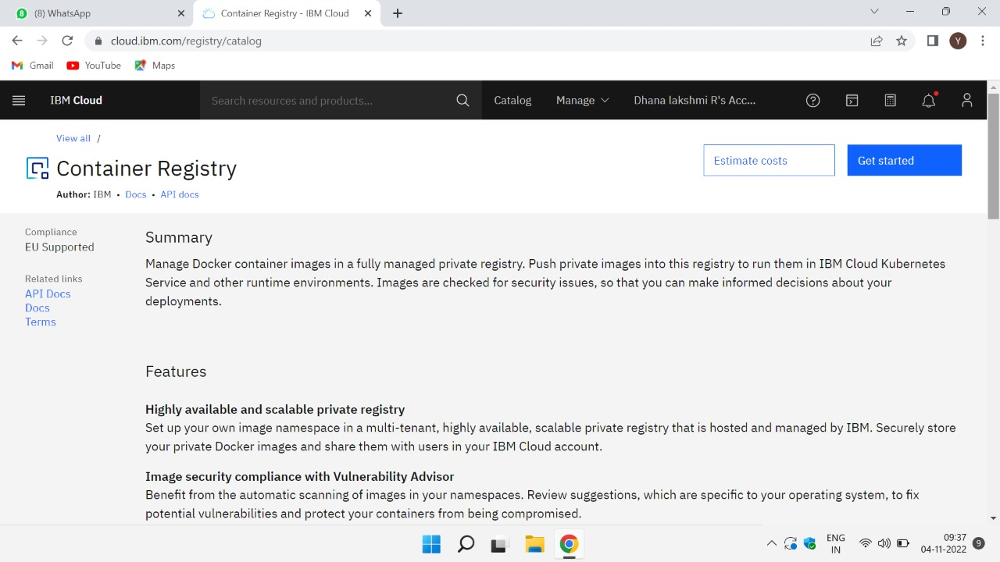 (8) WhatsApp
Container Registry - IBM Cloud
cloud.ibm.com/registry/catalog
Y
Gmail
YouTube
Maps
IBM Cloud
Search resources and products...
Catalog
Manage
Dhana lakshmi R's Acc...
View all /
Container Registry
Author: IBM • Docs • API docs
Estimate costs
Get started
Compliance
EU Supported
Related links
API Docs
Docs
Terms
Summary
Manage Docker container images in a fully managed private registry. Push private images into this registry to run them in IBM Cloud Kubernetes
Service and other runtime environments. Images are checked for security issues, so that you can make informed decisions about your
deployments.
Features
Highly available and scalable private registry
Set up your own image namespace in a multi-tenant, highly available, scalable private registry that is hosted and managed by IBM. Securely store
your private Docker images and share them with users in your IBM Cloud account.
Image security compliance with Vulnerability Advisor
Benefit from the automatic scanning of images in your namespaces. Review suggestions, which are specific to your operating system, to fix
potential vulnerabilities and protect your containers from being compromised.
ENG
IN
09:37
04-11-2022
9